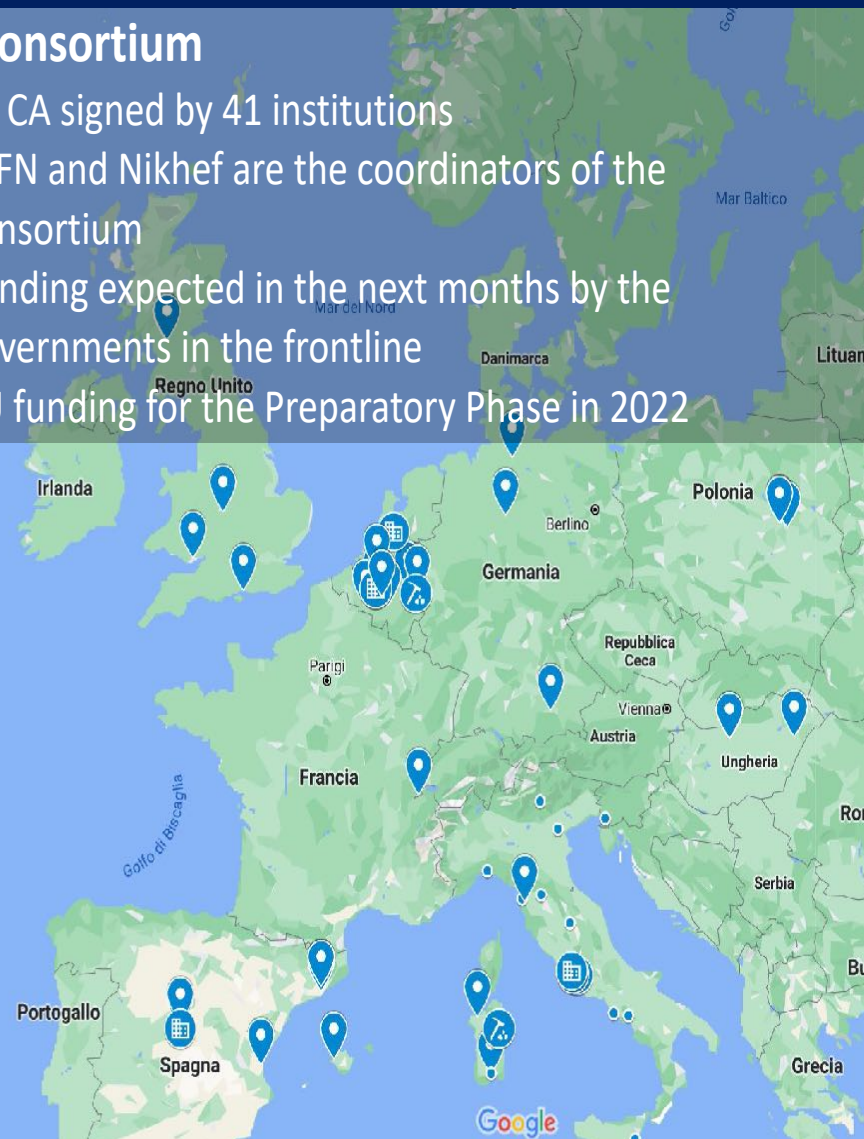 onsortium
CA signed by 41 institutions
FN and Nikhef are the coordinators of the
nsortium
nding expected in the next months by the
vernments in the frontline
funding for the Preparatory Phase in 2022
Mar Baltico
Mar del Nord
Danimarca
Lituan
Regno Unito
Irlanda
Polonia
Berlino
Germania
Repubblica
Ceca
Parigi
Vienna
Austria
Ungheria
Francia
Ro
Golfo di Biscaglia
Serbia
Bu
Portogallo
Spagna
Grecia
Google